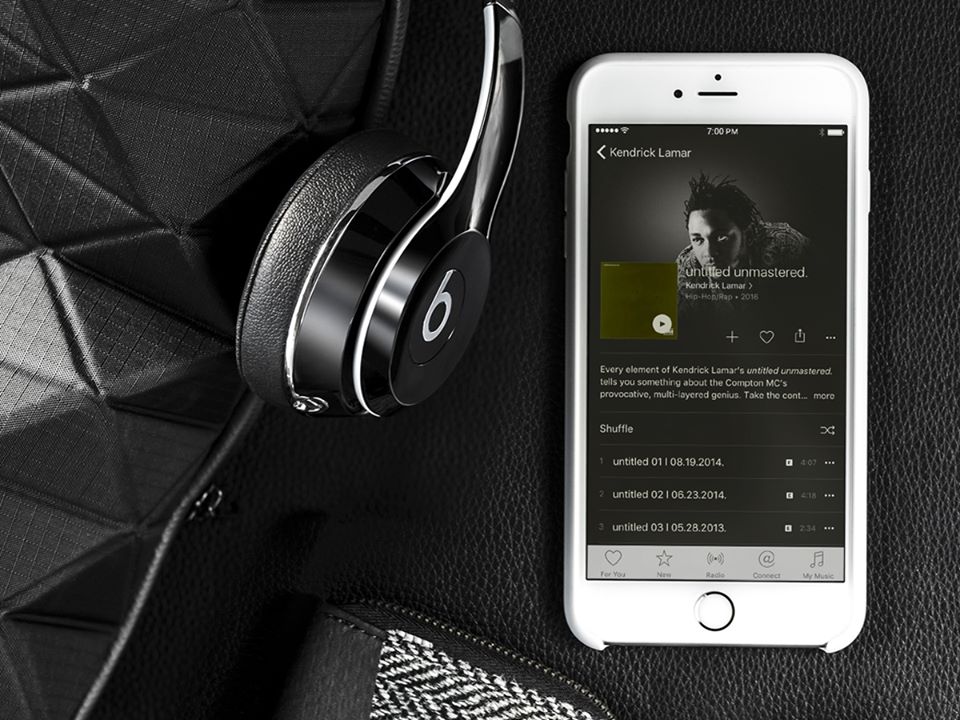 7:00 PM
Kendrick Lamar
untitled unmastered.
Kendrick Lamar >
Hip-Hop/Rap • 2016
Every element of Kendrick Lamar's untitled unmastered.
tells you something about the Compton MC's
provocative, multi-layered genius. Take the cont... more
Shuffle
1 untitled 01 l 08.19.2014. E 4:07
2 untitled 02 l 06.23.2014. E 4:18
3 untitled 03 l 05.28.2013. E 2:34
For You New Radio Connect My Music
b